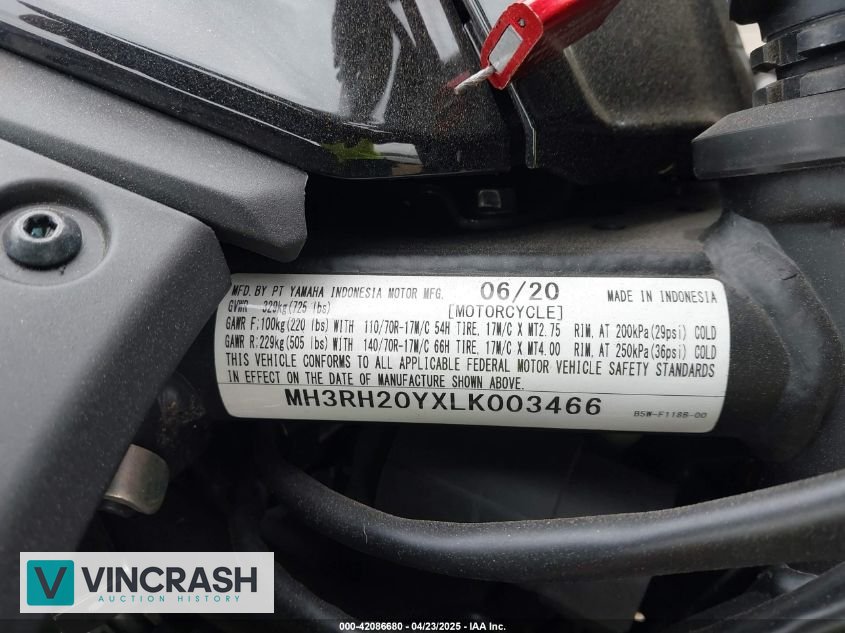 MFD. BY PT YAMAHA INDONESIA MOTOR MFG. 06/20 MADE IN INDONESIA
GVWR 329kg(725 lbs) [MOTORCYCLE]
GAWR F:100kg(220 lbs) WITH 110/70R-17M/C 54H TIRE, 17M/C X MT2.75 RIM, AT 200kPa(29psi) COLD
GAWR R:229kg(505 lbs) WITH 140/70R-17M/C 66H TIRE, 17M/C X MT4.00 RIM, AT 250kPa(36psi) COLD
THIS VEHICLE CONFORMS TO ALL APPLICABLE FEDERAL MOTOR VEHICLE SAFETY STANDARDS
IN EFFECT ON THE DATE OF MANUFACTURE SHOWN ABOVE.
MH3RH20YXLK003466 B5W-F118B-00
V VINCRASH
AUCTION HISTORY
000-42086680 - 04/23/2025 - IAA Inc.